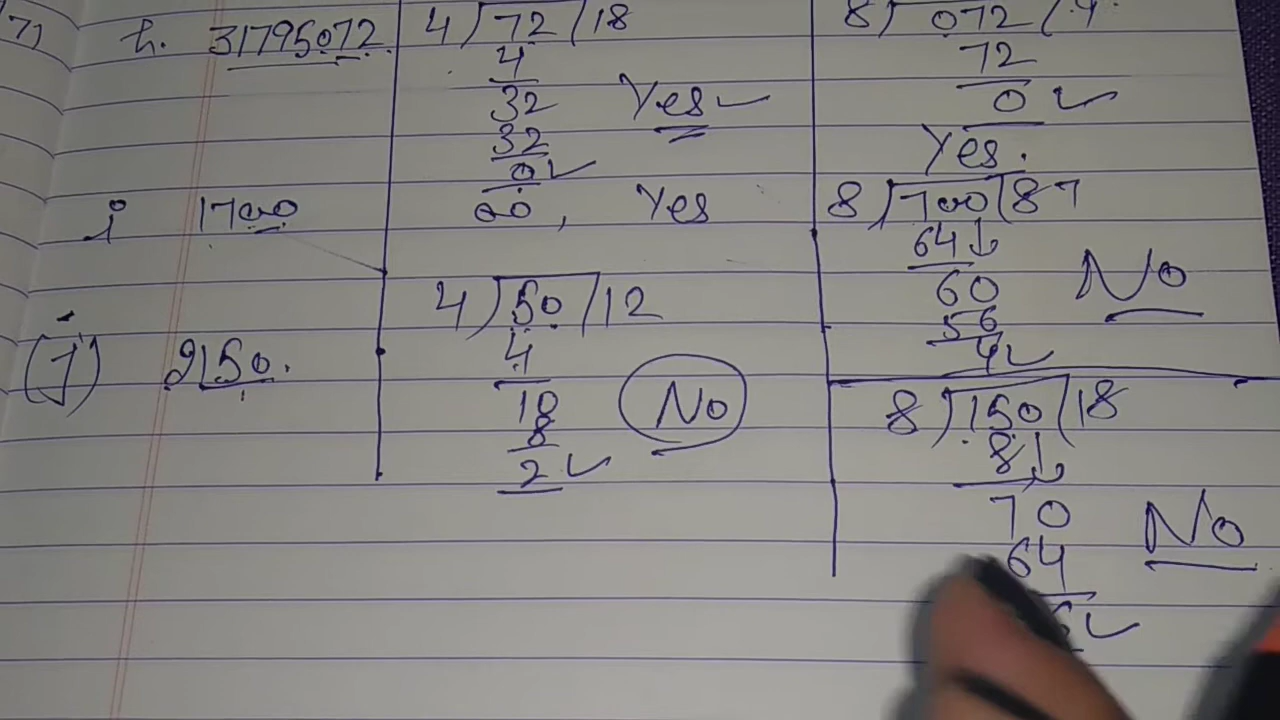 h. 31795072
4) 72 (18
4
32
32
0
Yes
8) 072 (9
72
0
Yes.
i 1700
00, Yes
8) 700 (87
64
60
56
4
No
(j) 2150.
4) 50 (12
4
10
8
2
No
8) 150 (18
8
70
64
6
No